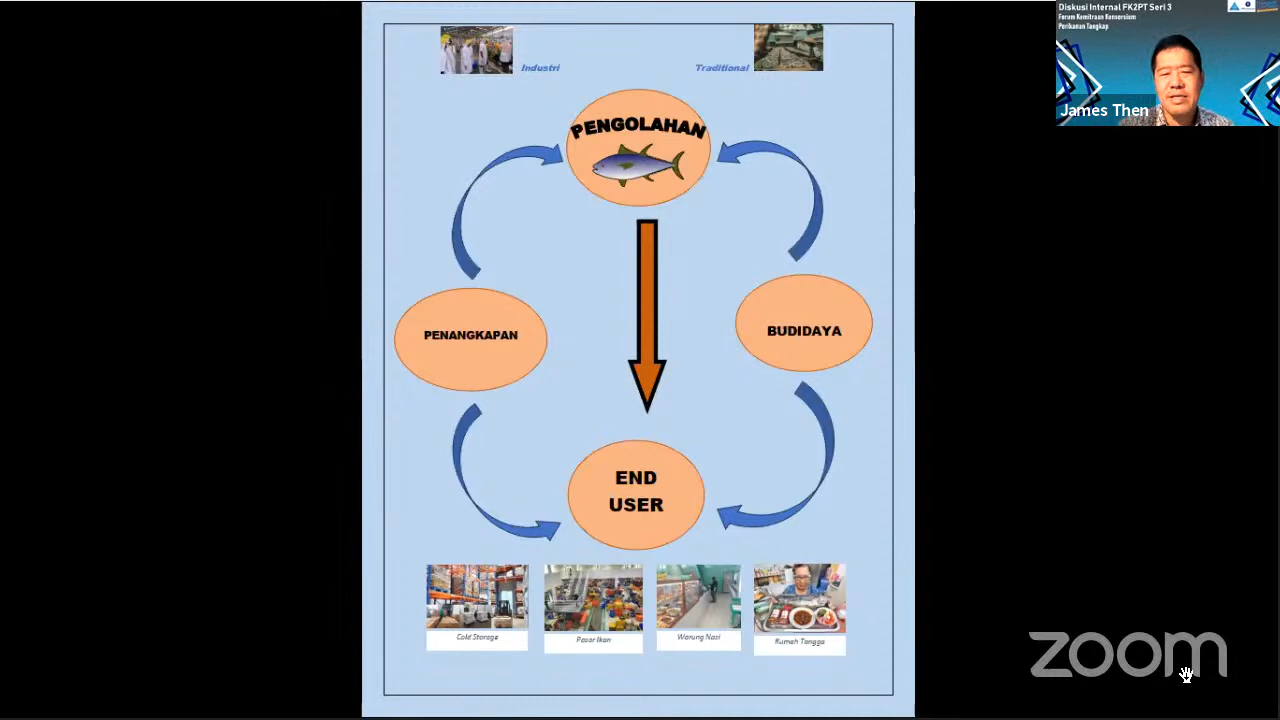 Diskusi Internal FK2PT Seri 3
Forum Kemitraan Konsorsium
Perikanan Tangkap
James Then
Industri
Traditional
PENGOLAHAN
PENANGKAPAN
BUDIDAYA
END
USER
Cold Storage
Pasar Ikan
Warung Nasi
Rumah Tangga
zoom